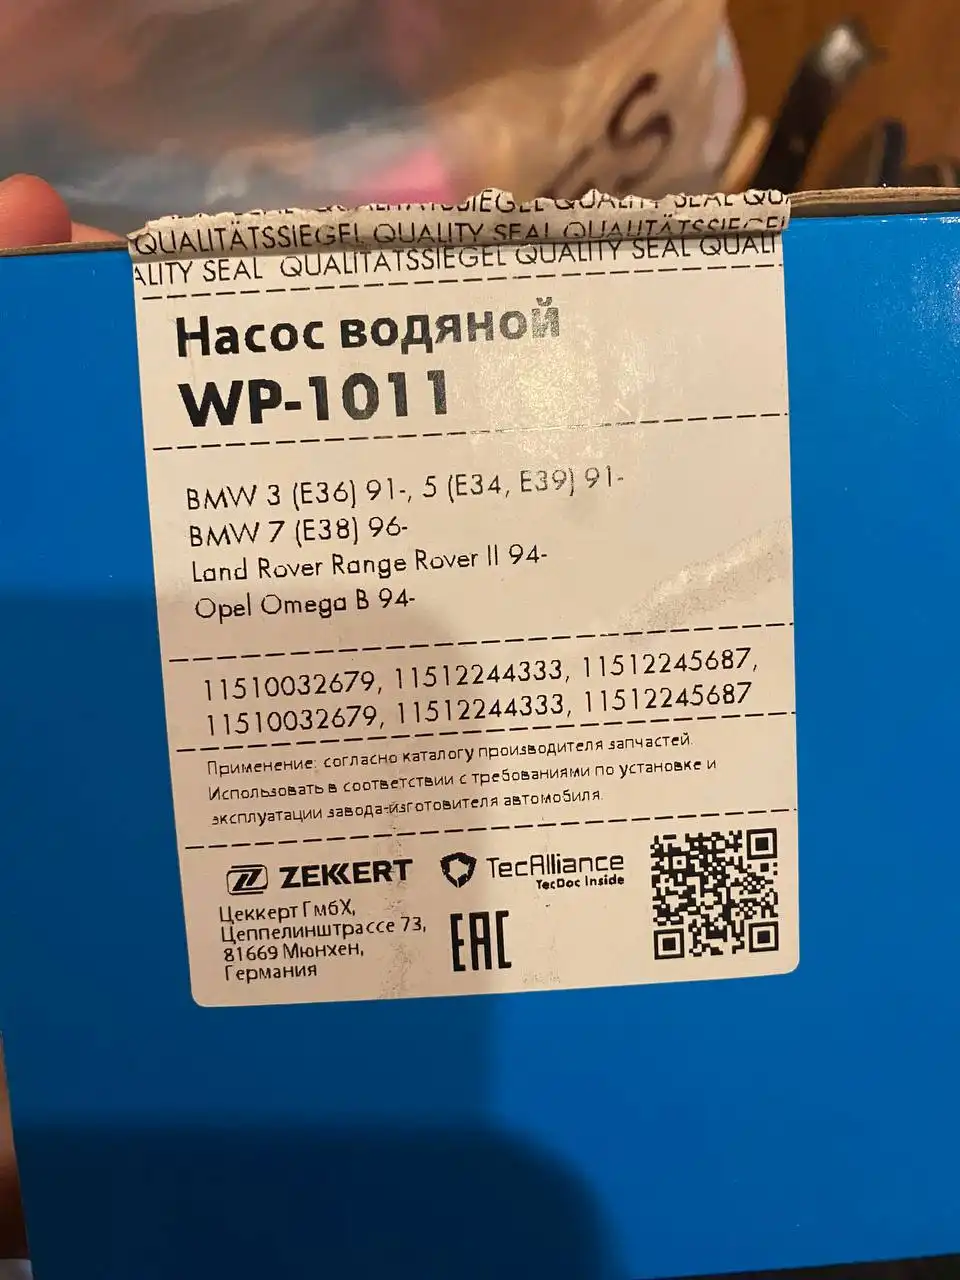 QUALITÄTSSIEGEL QUALITY SEAL QUALITÄTSSIEGEL
ALITY SEAL QUALITÄTSSIEGEL QUALITY SEAL QUALI
Насос водяной
WP-1011
BMW 3 (E36) 91-, 5 (E34, E39) 91-
BMW 7 (E38) 96-
Land Rover Range Rover II 94-
Opel Omega B 94-
11510032679, 11512244333, 11512245687,
11510032679, 11512244333, 11512245687
Применение: согласно каталогу производителя запчастей.
Использовать в соответствии с требованиями по установке и
эксплуатации завода-изготовителя автомобиля.
ZEKKERT
TecAlliance
TecDoc Inside
Цеккерт ГмбХ,
Цеппелинштрассе 73,
81669 Мюнхен,
Германия
EAC